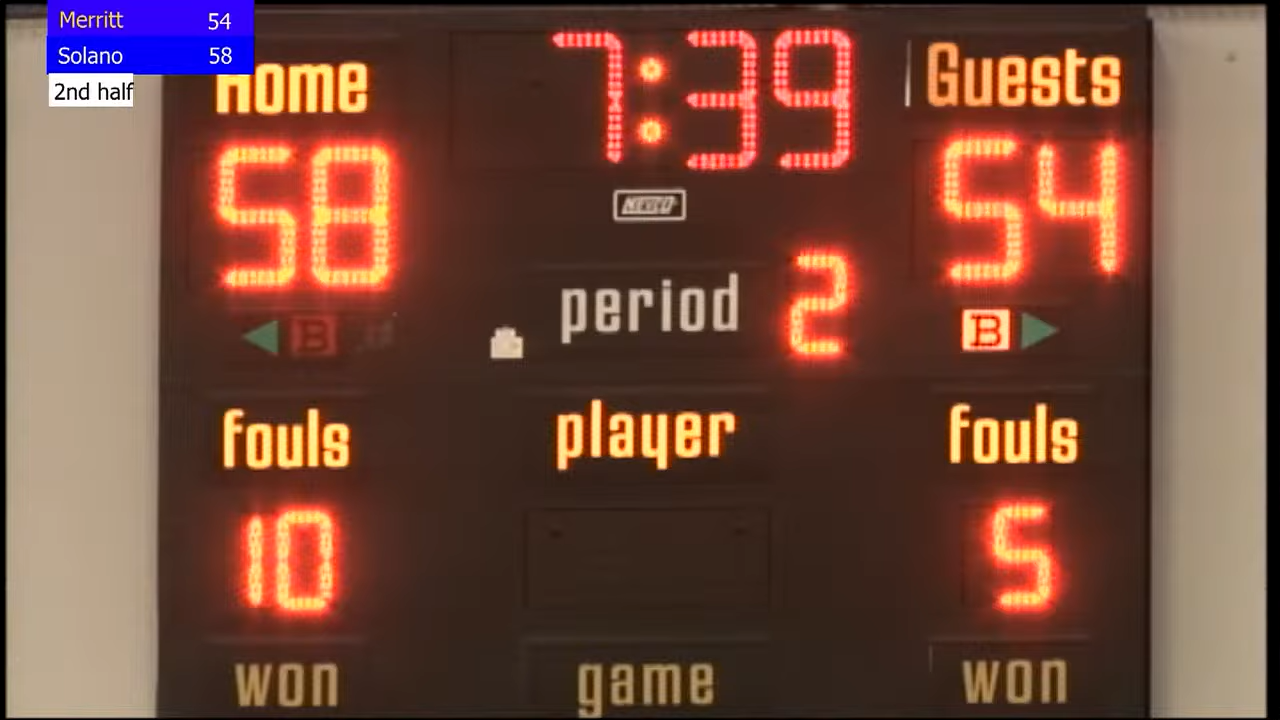 Merritt 54
Solano 58
2nd half
Home 7:39 Guests
58 54
NEVCO
period 2
B B
fouls player fouls
10 5
won game won